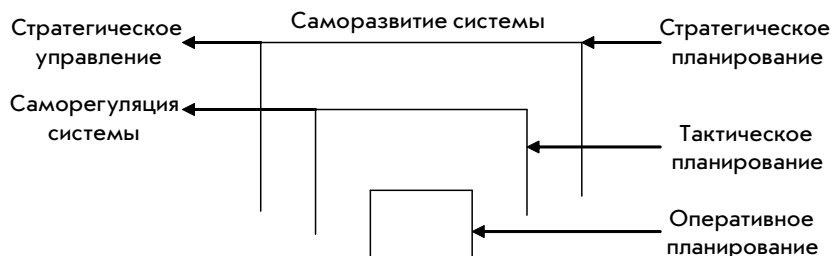 Стратегическое
управление
Саморазвитие системы
Стратегическое
планирование
Саморегуляция
системы
Тактическое
планирование
Оперативное
планирование